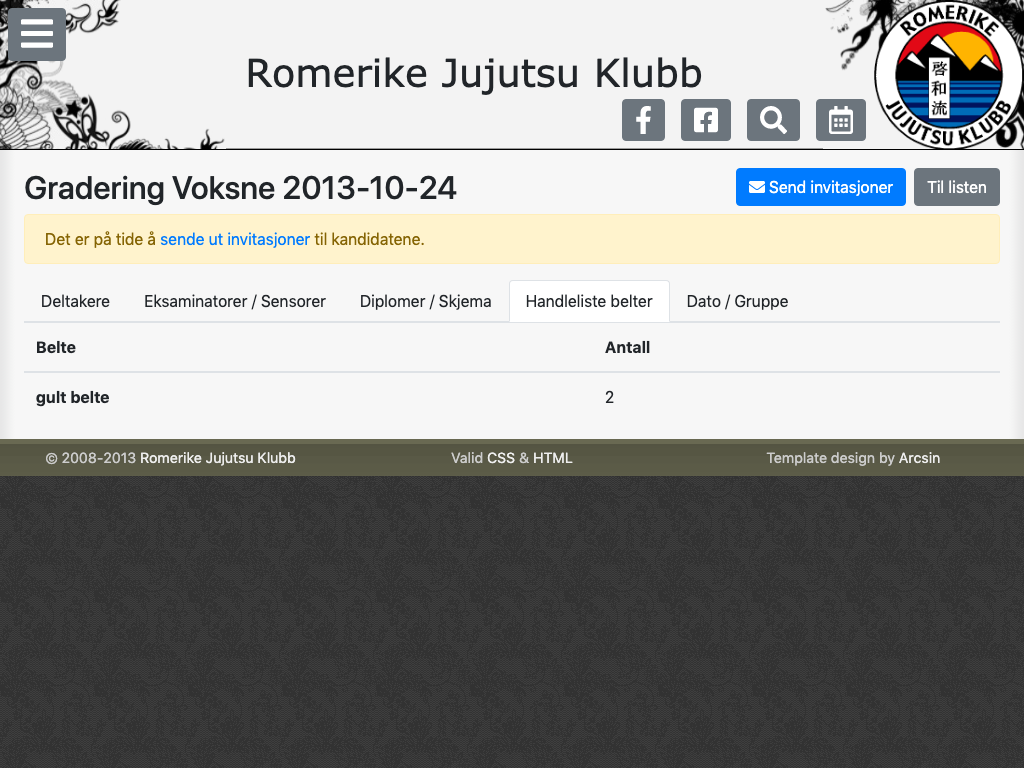 Romerike Jujutsu Klubb
ROMERIKE
啓和流
JUJUTSU KLUBB
Gradering Voksne 2013-10-24
Send invitasjoner
Til listen
Det er på tide å sende ut invitasjoner til kandidatene.
Deltakere
Eksaminatorer / Sensorer
Diplomer / Skjema
Handleliste belter
Dato / Gruppe
Belte Antall
gult belte 2
© 2008-2013 Romerike Jujutsu Klubb
Valid CSS & HTML
Template design by Arcsin